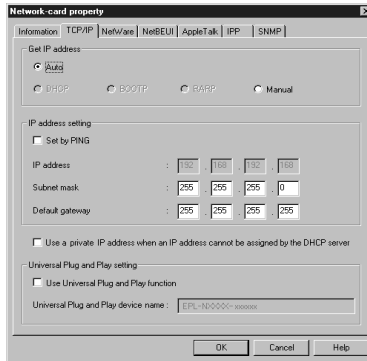 Network-card property
Information TCP/IP NetWare NetBEUI AppleTalk IPP SNMP
Get IP address
Auto
DHCP BOOTP RARP Manual
IP address setting
Set by PING
IP address : 192 . 168 . 192 . 168
Subnet mask : 255 . 255 . 255 . 0
Default gateway : 255 . 255 . 255 . 255
Use a private IP address when an IP address cannot be assigned by the DHCP server
Universal Plug and Play setting
Use Universal Plug and Play function
Universal Plug and Play device name : EPL-NXXXX-xxxxxx
OK Cancel Help